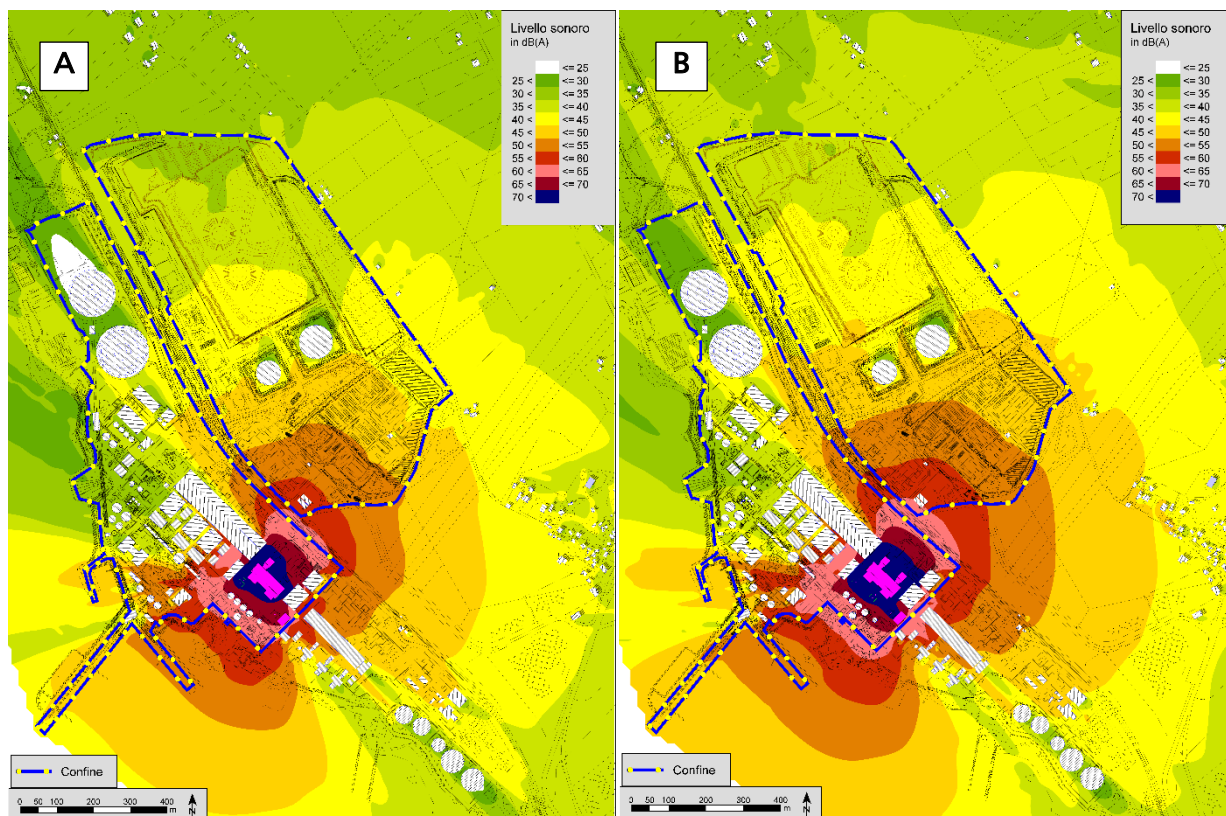 A
Livello sonoro
in dB(A)
<= 25
25 < <= 30
30 < <= 35
35 < <= 40
40 < <= 45
45 < <= 50
50 < <= 55
55 < <= 60
60 < <= 65
65 < <= 70
70 <
Confine
0 50 100 200 300 400
m
N
B
Livello sonoro
in dB(A)
<= 25
25 < <= 30
30 < <= 35
35 < <= 40
40 < <= 45
45 < <= 50
50 < <= 55
55 < <= 60
60 < <= 65
65 < <= 70
70 <
Confine
0 50 100 200 300 400
m
N